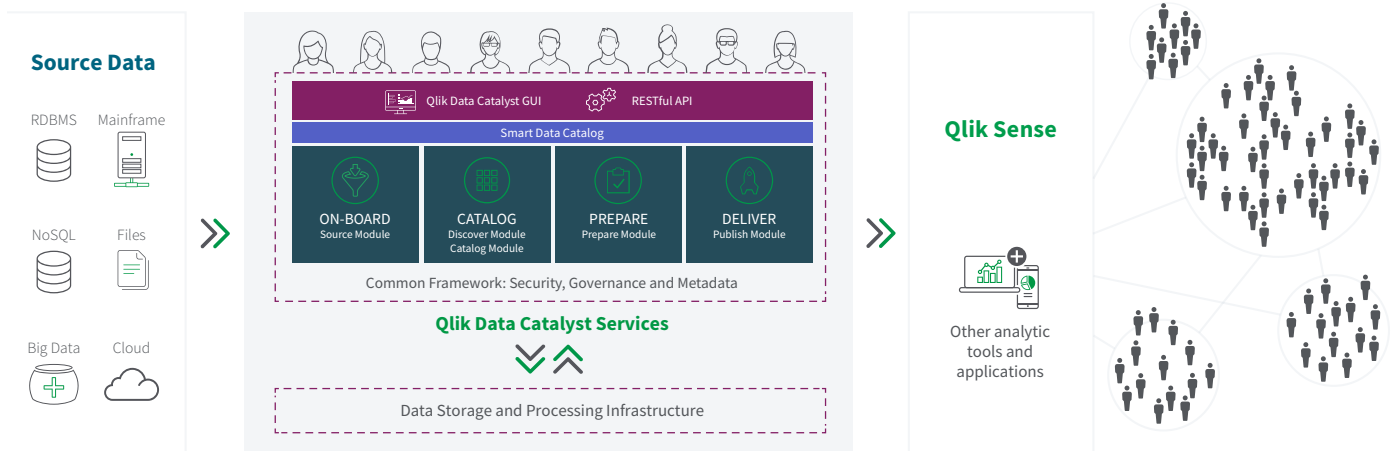 Source Data
RDBMS
Mainframe
NoSQL
Files
Big Data
Cloud
Qlik Data Catalyst GUI
RESTful API
Smart Data Catalog
ON-BOARD
Source Module
CATALOG
Discover Module
Catalog Module
PREPARE
Prepare Module
DELIVER
Publish Module
Common Framework: Security, Governance and Metadata
Qlik Data Catalyst Services
Data Storage and Processing Infrastructure
Qlik Sense
Other analytic
tools and
applications